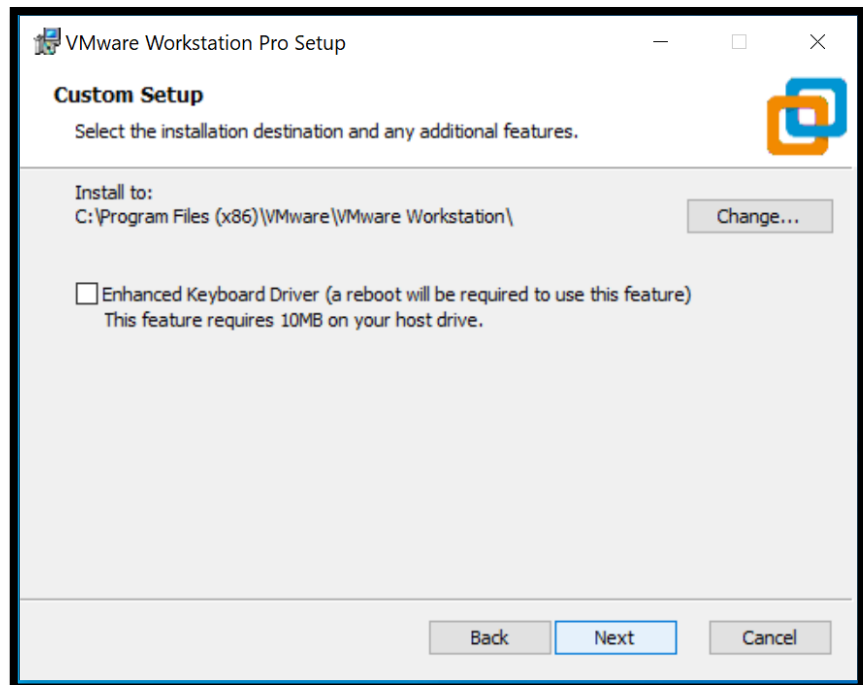 VMware Workstation Pro Setup
Custom Setup
Select the installation destination and any additional features.
Install to:
C:\Program Files (x86)\VMware\VMware Workstation\
Change...
Enhanced Keyboard Driver (a reboot will be required to use this feature)
This feature requires 10MB on your host drive.
Back
Next
Cancel